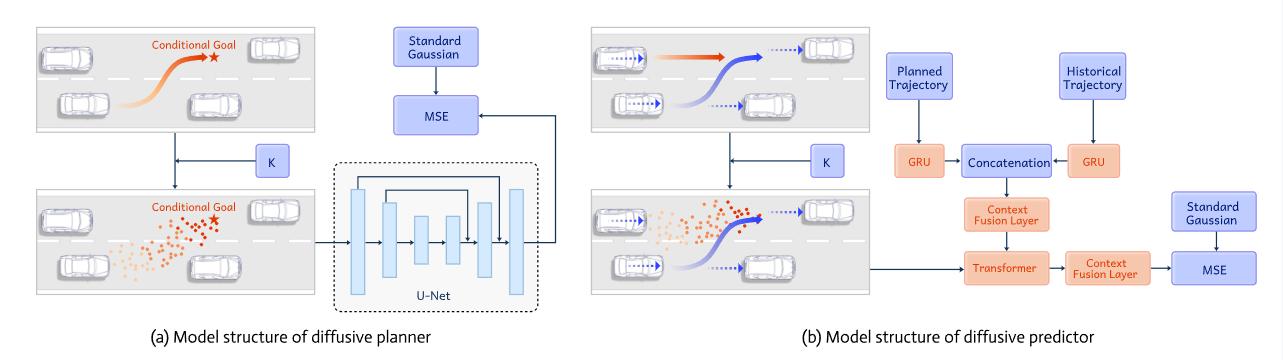 Conditional Goal
K
Conditional Goal
Standard
Gaussian
MSE
U-Net
(a) Model structure of diffusive planner
K
Planned
Trajectory
Historical
Trajectory
GRU
Concatenation
GRU
Context
Fusion Layer
Standard
Gaussian
Transformer
Context
Fusion Layer
MSE
(b) Model structure of diffusive predictor